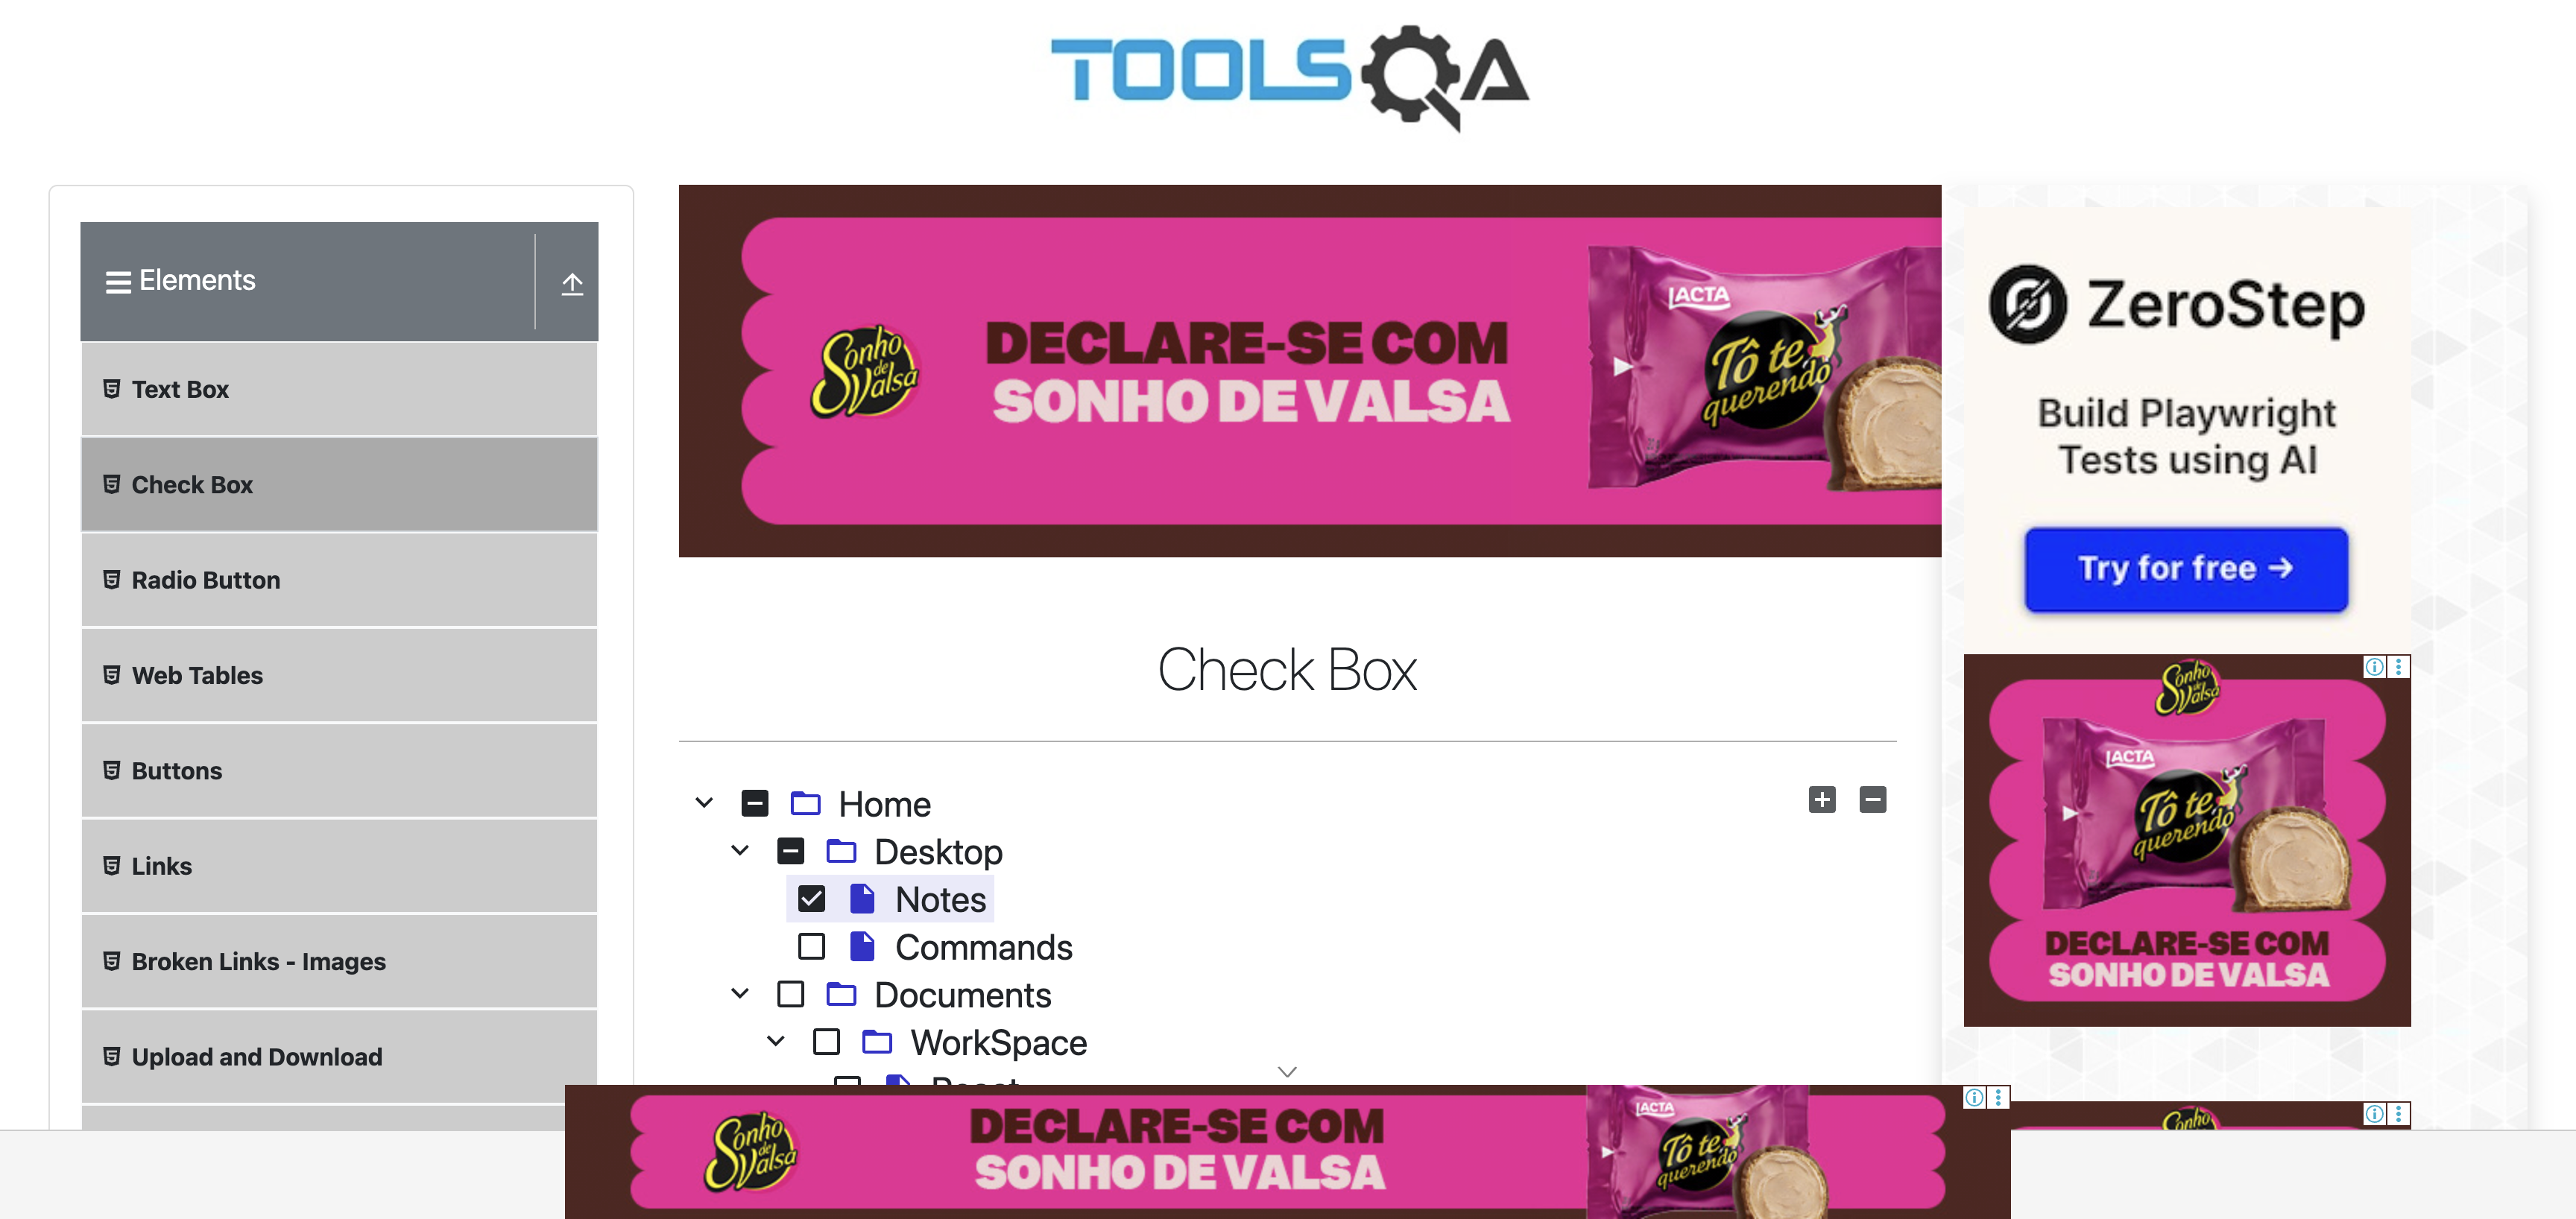 TOOLSQA
Elements
Text Box
Check Box
Radio Button
Web Tables
Buttons
Links
Broken Links - Images
Upload and Download
Sonho de Valsa
DECLARE-SE COM
SONHO DE VALSA
LACTA
Tô te querendo
Check Box
Home
Desktop
Notes
Commands
Documents
WorkSpace
ZeroStep
Build Playwright
Tests using AI
Try for free →
Sonho de Valsa
LACTA
Tô te querendo
DECLARE-SE COM
SONHO DE VALSA
Sonho de Valsa
DECLARE-SE COM
SONHO DE VALSA
LACTA
Tô te querendo
Sonho